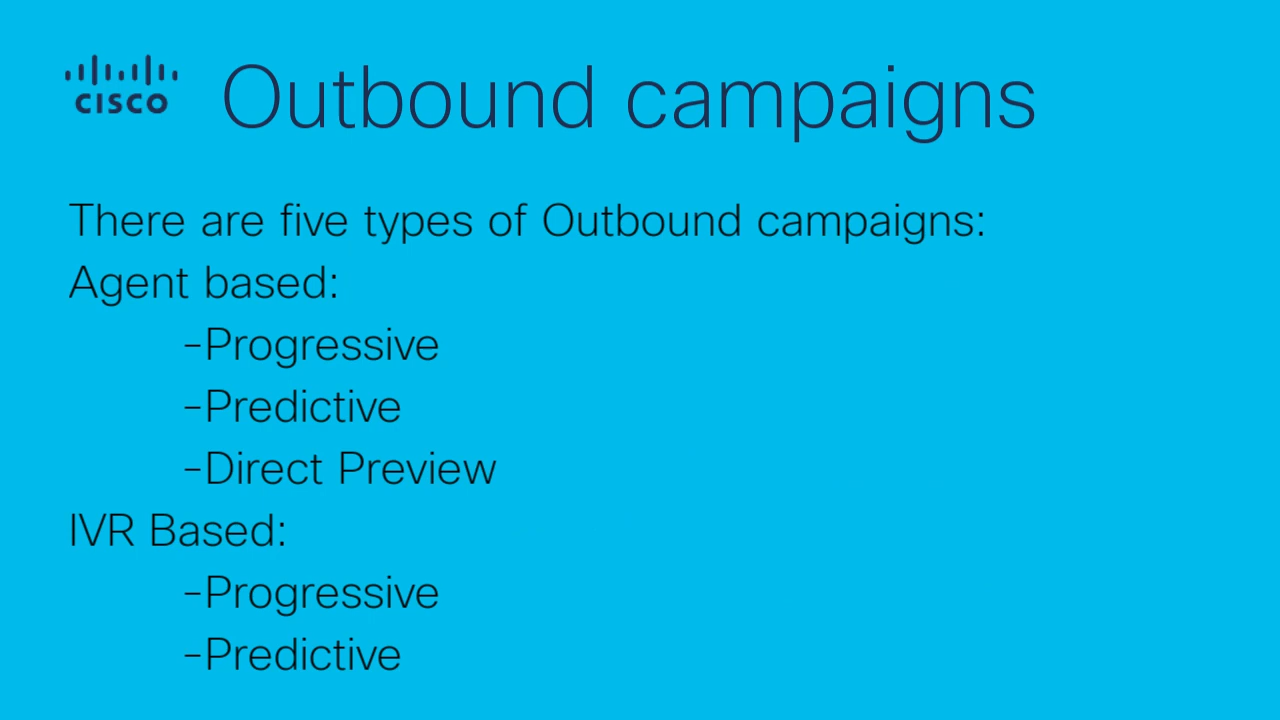 CISCO
Outbound campaigns
There are five types of Outbound campaigns:
Agent based:
-Progressive
-Predictive
-Direct Preview
IVR Based:
-Progressive
-Predictive